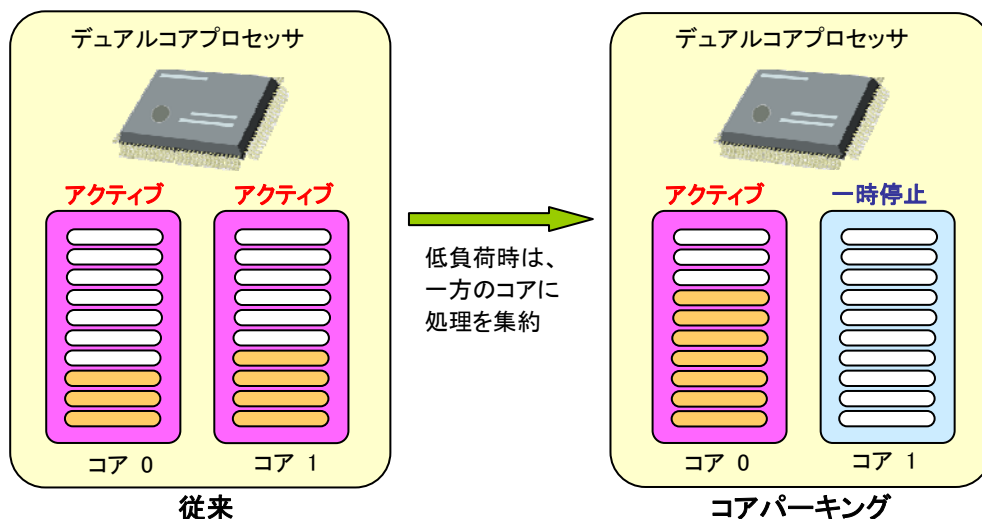 デュアルコアプロセッサ
アクティブ
アクティブ
コア 0
コア 1
従来
低負荷時は、
一方のコアに
処理を集約
デュアルコアプロセッサ
アクティブ
一時停止
コア 0
コア 1
コアパーキング